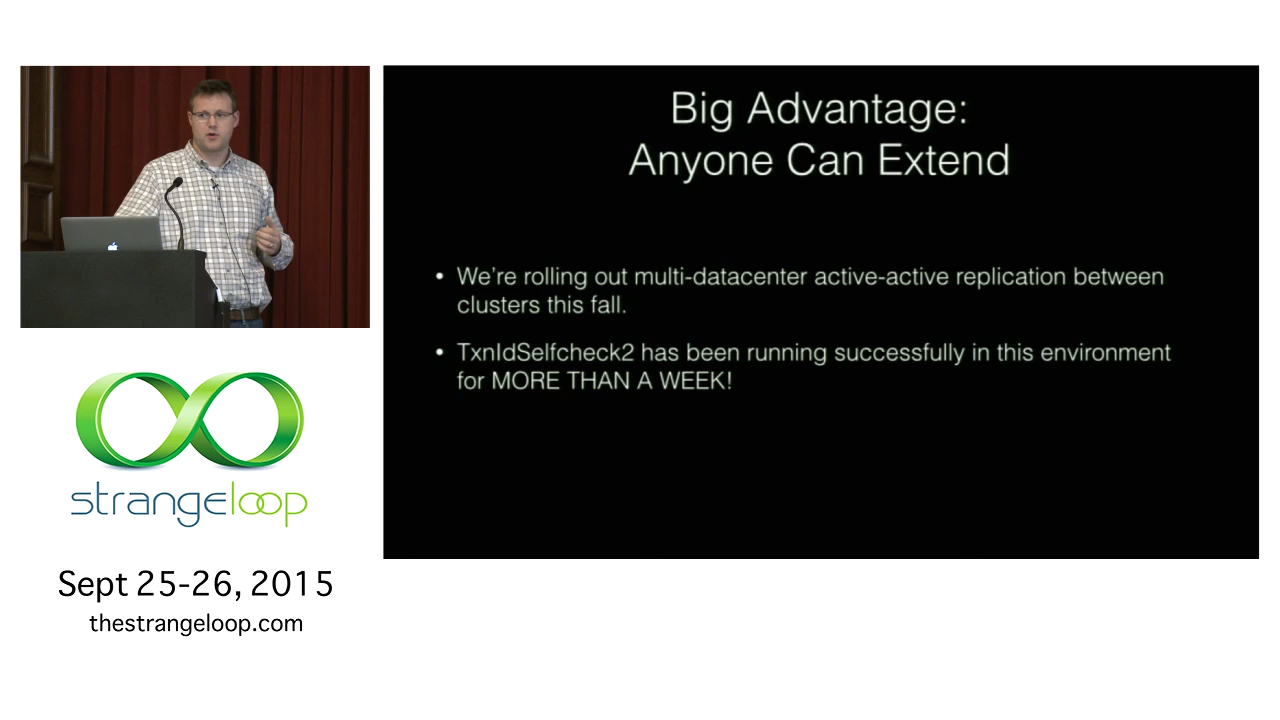 Big Advantage:
Anyone Can Extend
• We're rolling out multi-datacenter active-active replication between
clusters this fall.
• TxnIdSelfcheck2 has been running successfully in this environment
for MORE THAN A WEEK!
strangeloop
Sept 25-26, 2015
thestrangeloop.com